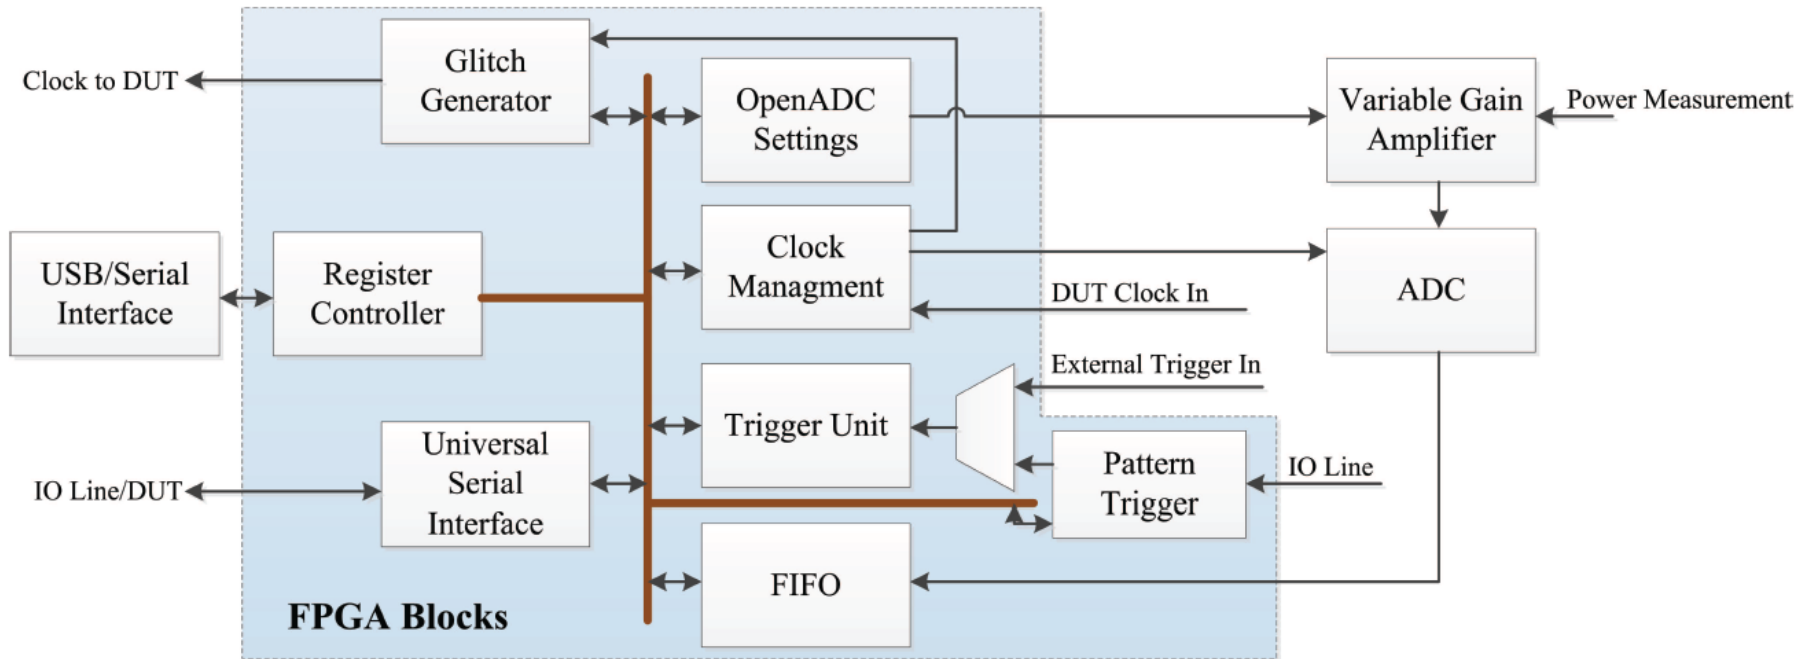 Glitch
Generator
Clock to DUT
OpenADC
Settings
Variable Gain
Amplifier
Power Measurement
USB/Serial
Interface
Register
Controller
Clock
Managment
DUT Clock In
ADC
External Trigger In
Trigger Unit
Universal
Serial
Interface
IO Line/DUT
Pattern
Trigger
IO Line
FIFO
FPGA Blocks